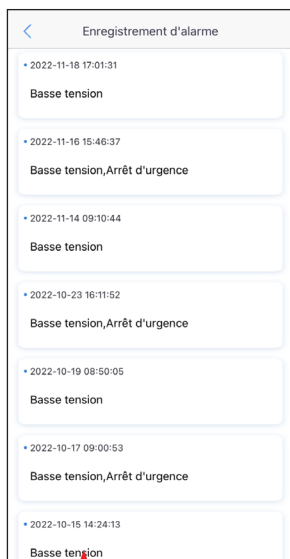 Enregistrement d'alarme
2022-11-18 17:01:31
Basse tension
2022-11-16 15:46:37
Basse tension,Arrêt d'urgence
2022-11-14 09:10:44
Basse tension
2022-10-23 16:11:52
Basse tension,Arrêt d'urgence
2022-10-19 08:50:05
Basse tension
2022-10-17 09:00:53
Basse tension,Arrêt d'urgence
2022-10-15 14:24:13
Basse tension